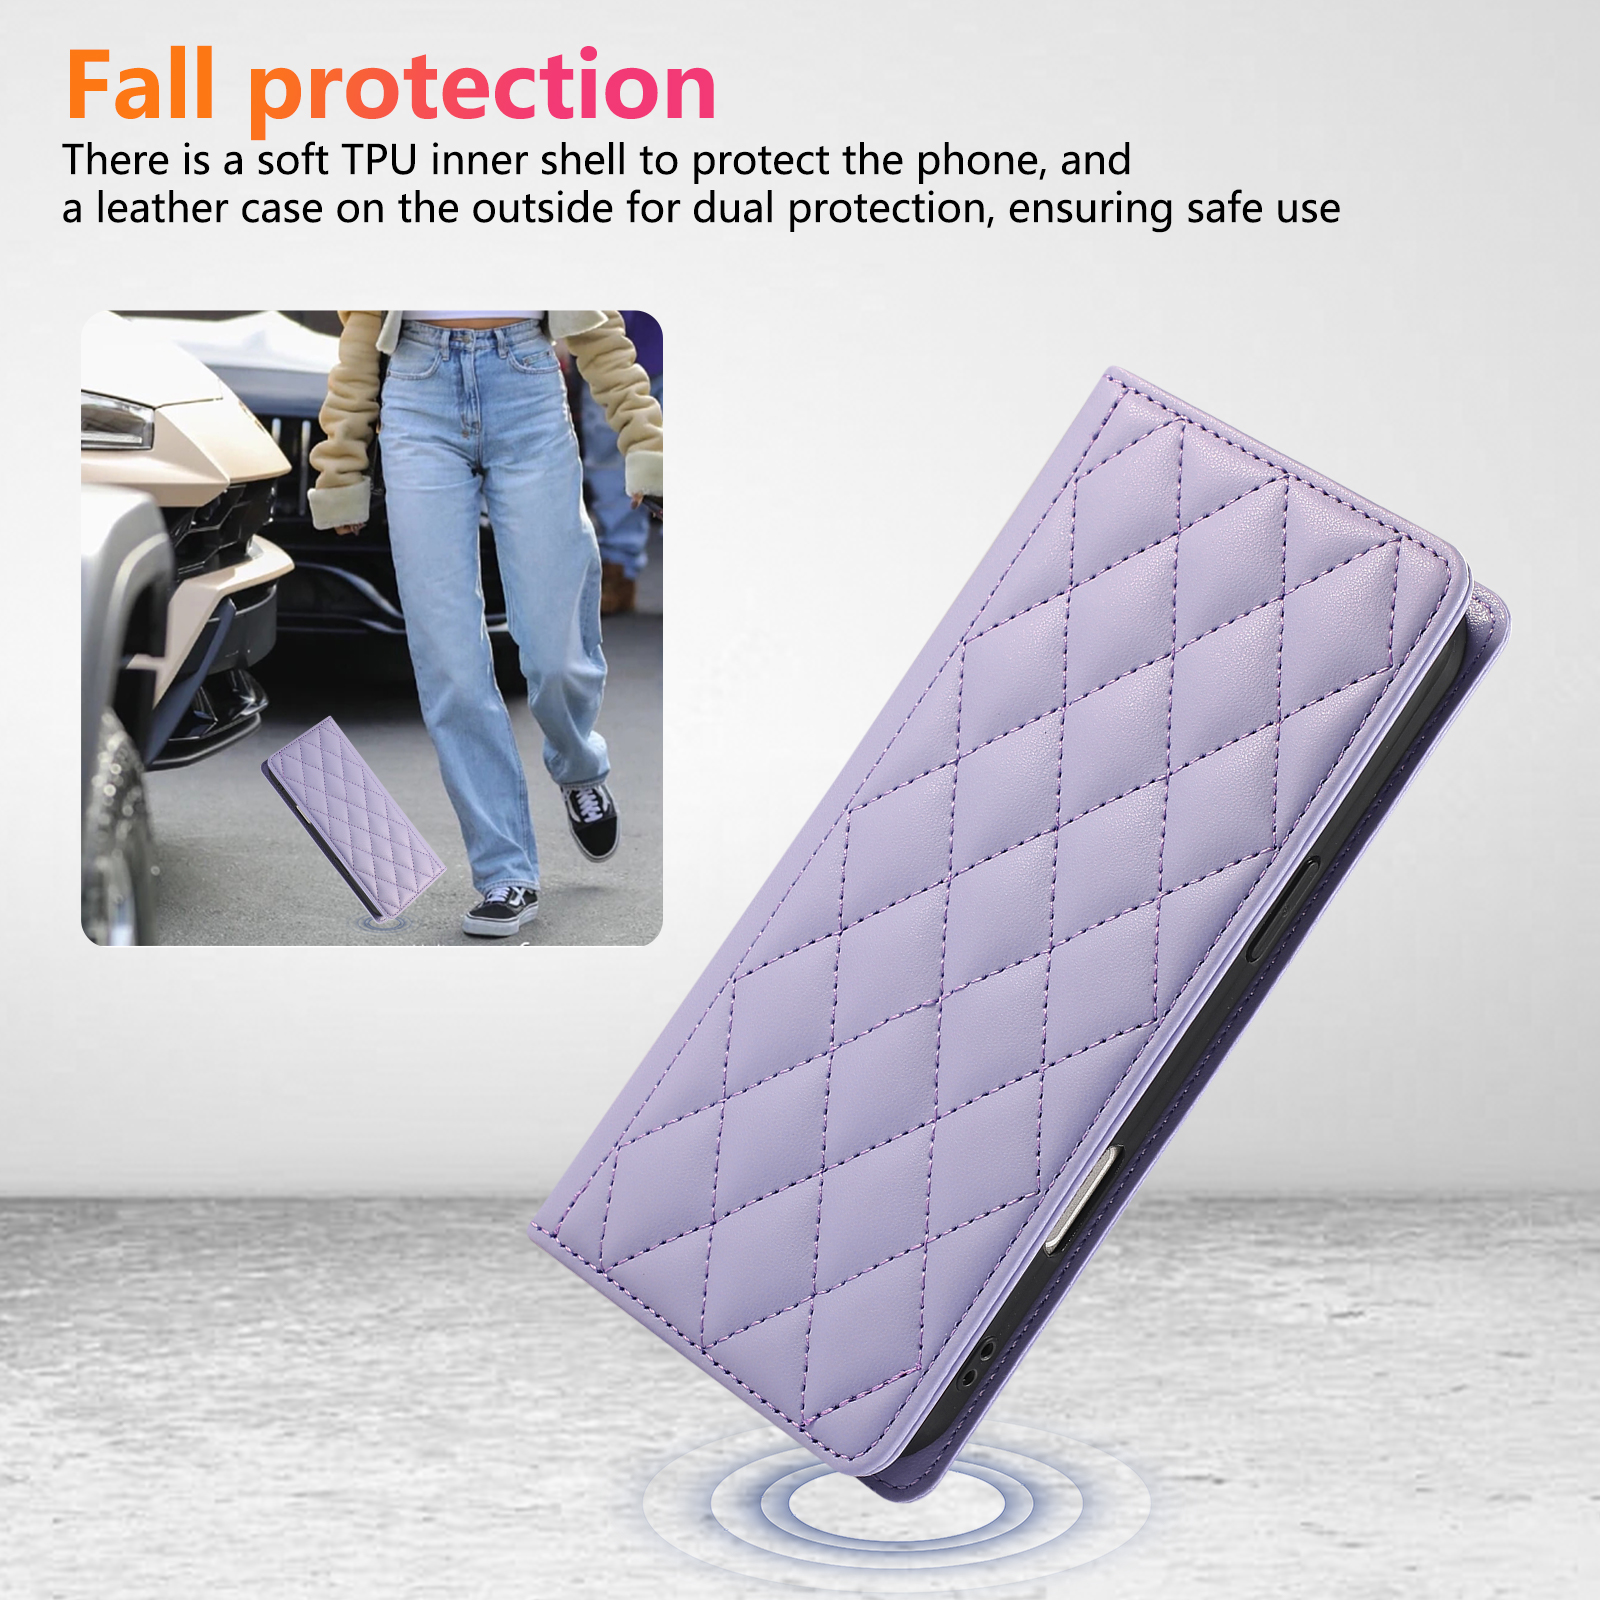 Fall protection
There is a soft TPU inner shell to protect the phone, and
a leather case on the outside for dual protection, ensuring safe use